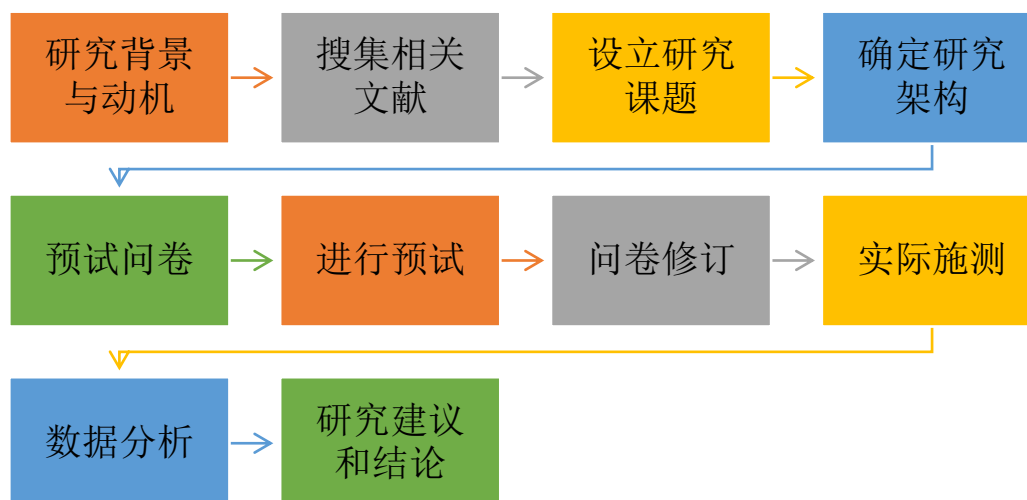 研究背景
与动机
搜集相关
文献
设立研究
课题
确定研究
架构
预试问卷
进行预试
问卷修订
实际施测
数据分析
研究建议
和结论